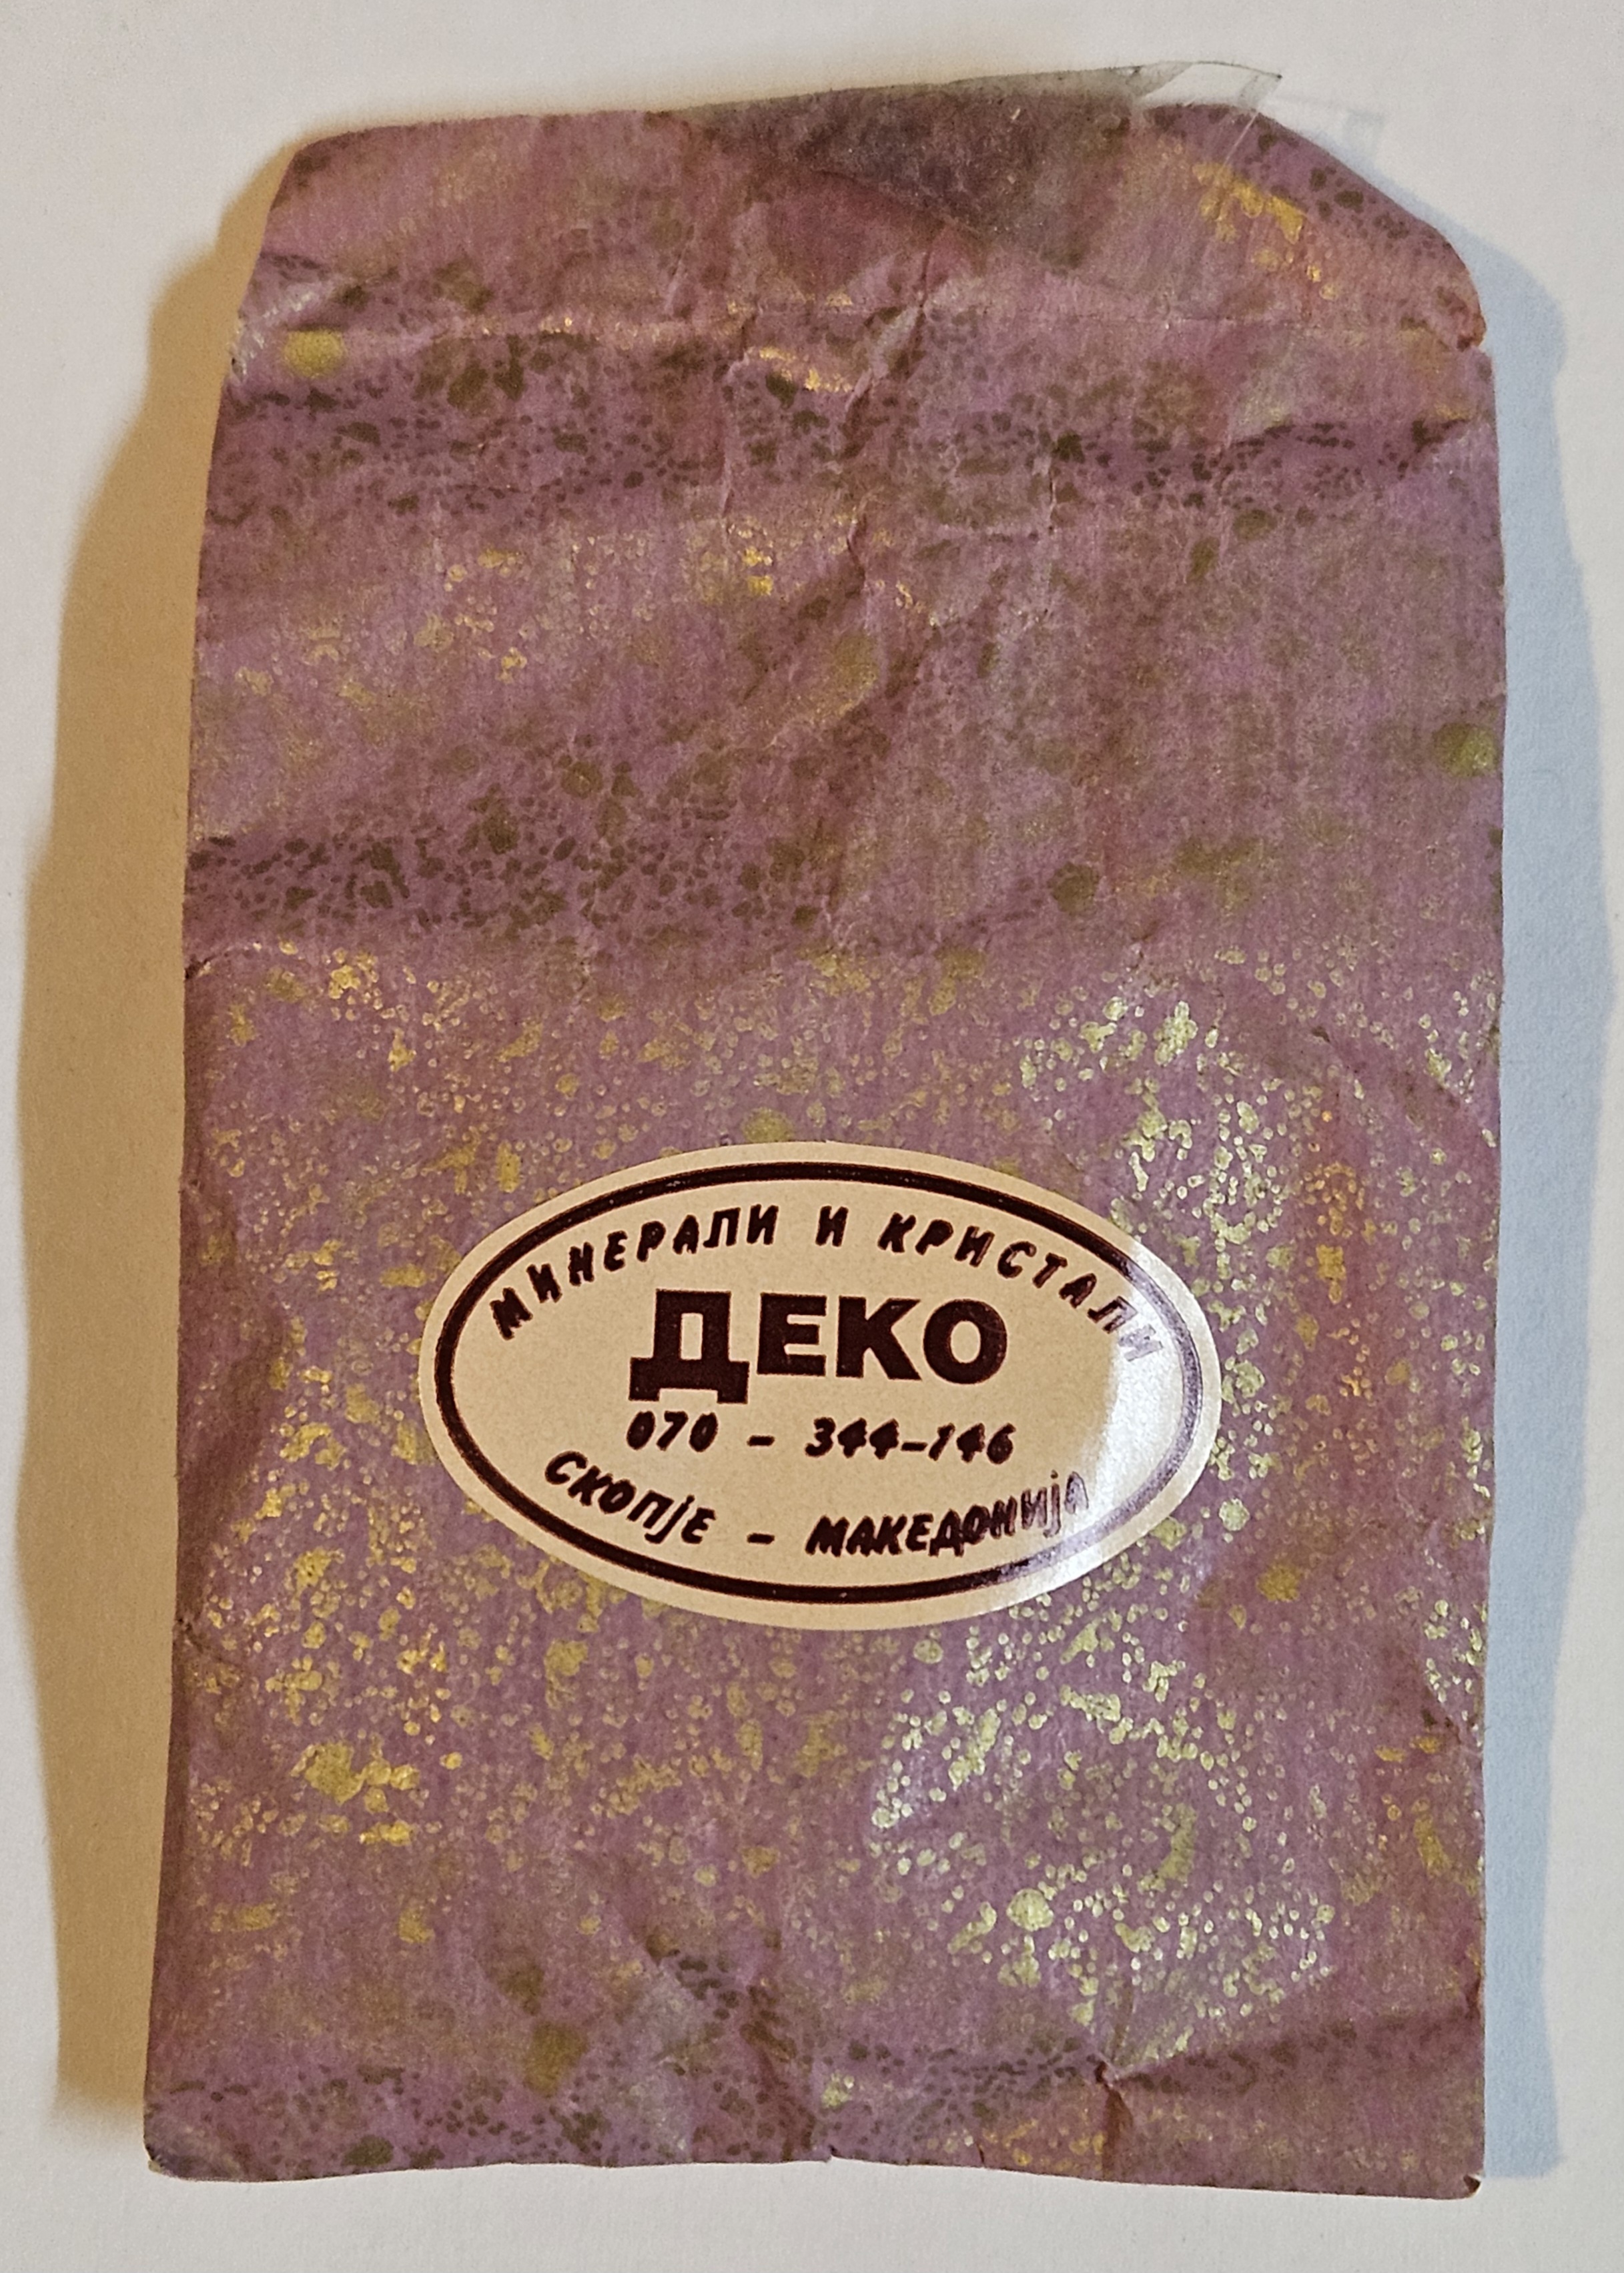 МИНЕРАЛИ И КРИСТАЛИ
ДЕКО
070 - 344-146
СКОПјЕ - МАКЕДОНИјА